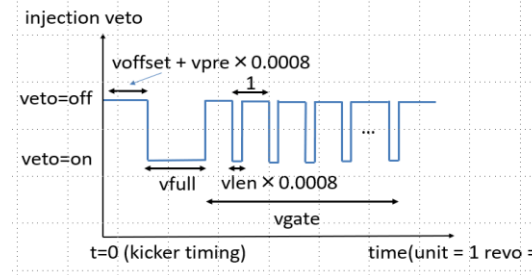 injection veto
voffset + vpre × 0.0008
1
veto=off
...
veto=on
vfull
vlen × 0.0008
vgate
t=0 (kicker timing)
time(unit = 1 revo =